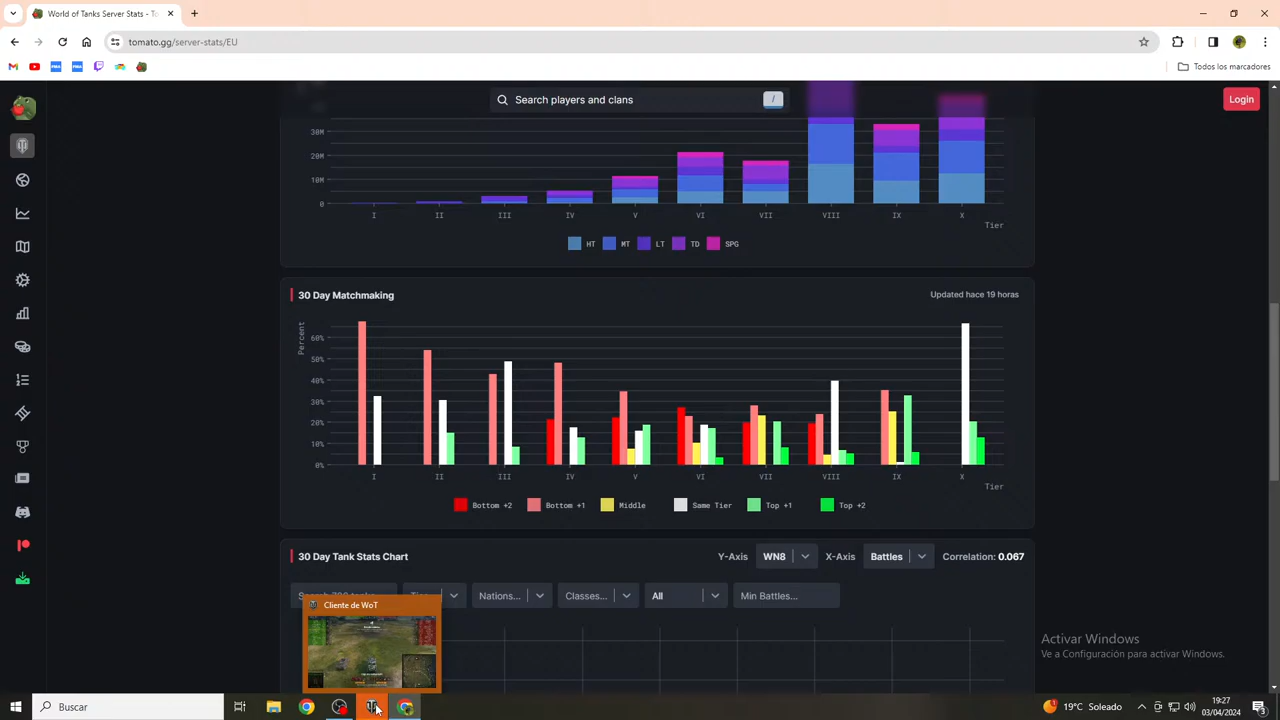 World of Tanks Server Stats - To
tomato.gg/server-stats/EU
Todos los marcadores
Search players and clans
/
Login
30M
20M
10M
0
I II III IV V VI VII VIII IX X
Tier
HT MT LT TD SPG
30 Day Matchmaking
Updated hace 19 horas
Percent
60%
50%
40%
30%
20%
10%
0%
I II III IV V VI VII VIII IX X
Tier
Bottom +2 Bottom +1 Middle Same Tier Top +1 Top +2
30 Day Tank Stats Chart
Y-Axis WN8 X-Axis Battles Correlation: 0.067
Nations... Classes... All Min Battles...
Cliente de WoT
Activar Windows
Ve a Configuración para activar Windows.
Buscar
19°C Soleado
19:27
03/04/2024
3